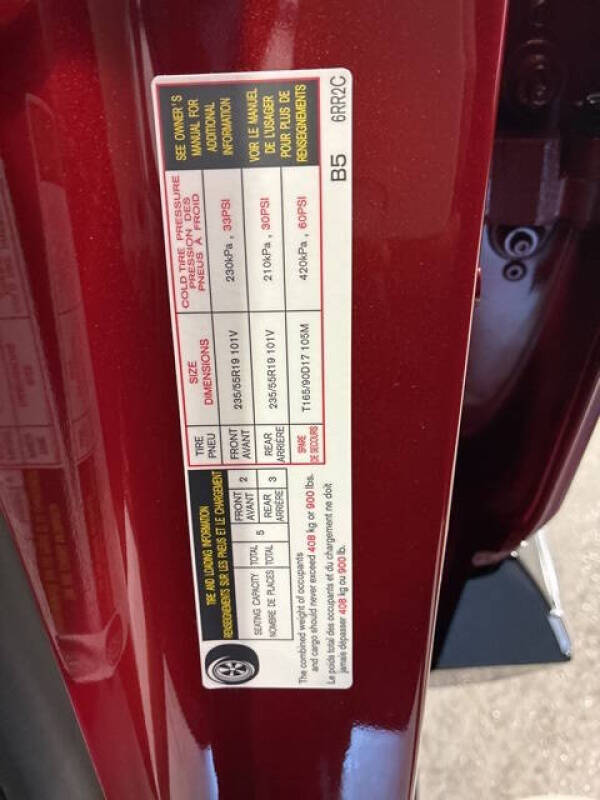 TIRE AND LOADING INFORMATION
RENSEIGNEMENTS SUR LES PNEUS ET LE CHARGEMENT
SEATING CAPACITY
NOMBRE DE PLACES
TOTAL
TOTAL
5
FRONT
AVANT
2
REAR
ARRIÈRE
3
The combined weight of occupants
and cargo should never exceed 408 kg or 900 lbs.
Le poids total des occupants et du chargement ne doit
jamais dépasser 408 kg ou 900 lb.
TIRE
PNEU
SIZE
DIMENSIONS
COLD TIRE PRESSURE
PRESSION DES
PNEUS À FROID
FRONT
AVANT
235/55R19 101V
230kPa , 33PSI
REAR
ARRIÈRE
235/55R19 101V
210kPa , 30PSI
SPARE
DE SECOURS
T165/90D17 105M
420kPa , 60PSI
SEE OWNER'S
MANUAL FOR
ADDITIONAL
INFORMATION
VOIR LE MANUEL
DE L'USAGER
POUR PLUS DE
RENSEIGNEMENTS
B5 6RR2C